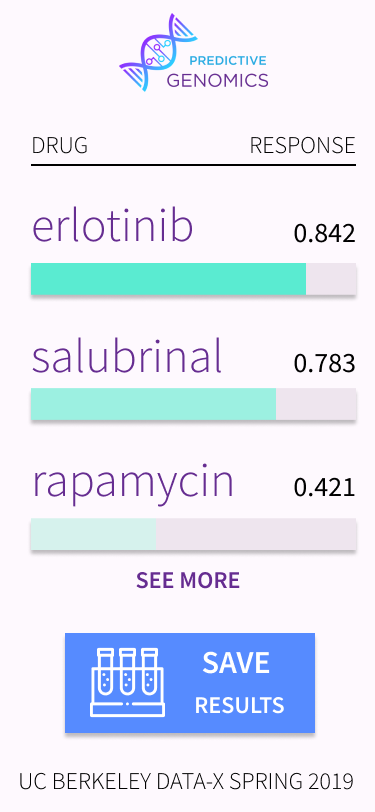 PREDICTIVE
GENOMICS
DRUG RESPONSE
erlotinib 0.842
salubrinal 0.783
rapamycin 0.421
SEE MORE
SAVE
RESULTS
UC BERKELEY DATA-X SPRING 2019